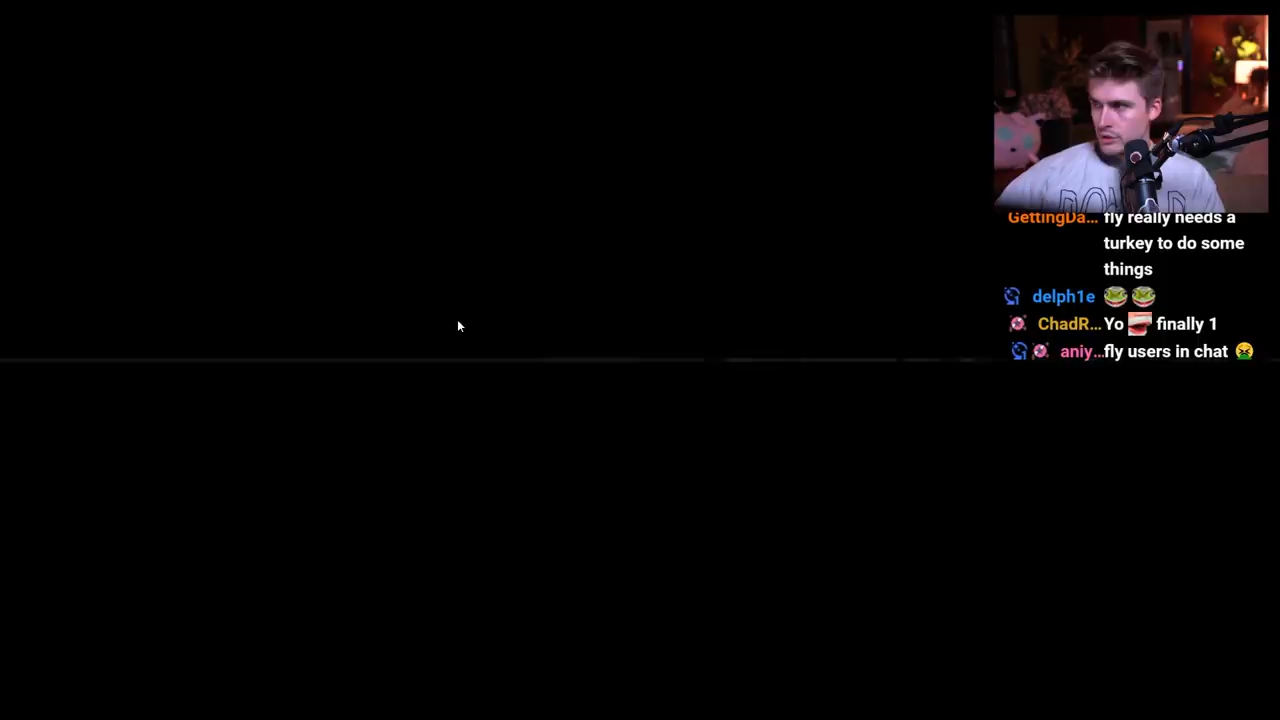 GettingDa... fly really needs a
turkey to do some
things
delph1e
ChadR... Yo finally 1
aniy... fly users in chat